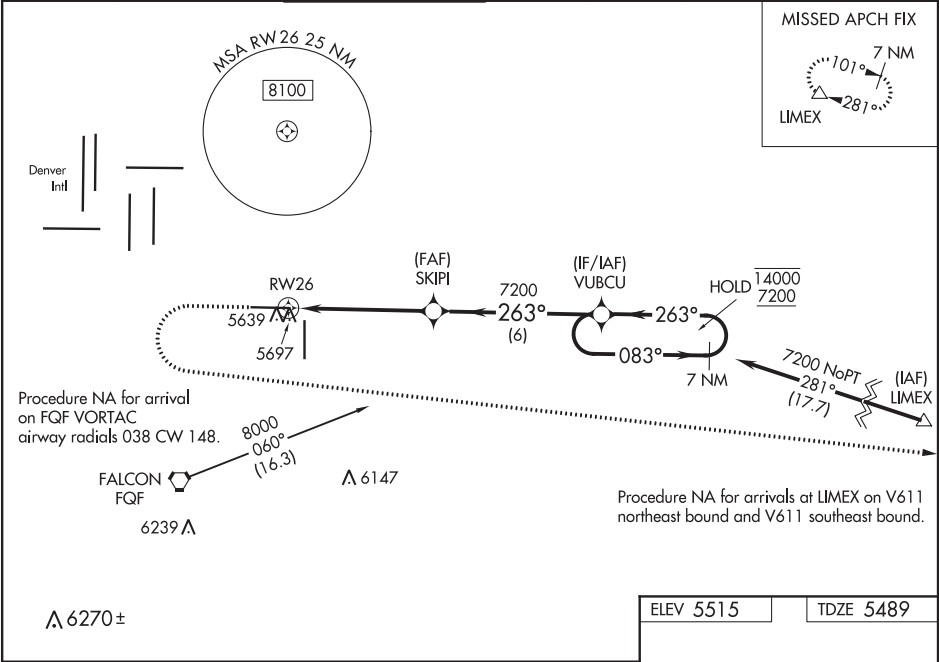 MSA RW26 25 NM
8100
MISSED APCH FIX
7 NM
101°
281°
LIMEX
Denver
Intl
(FAF)
SKIPI
(IF/IAF)
VUBCU
HOLD
14000
7200
RW26
7200
263°
(6)
263°
083°
7 NM
5639
5697
7200 NoPT
281°
(17.7)
(IAF)
LIMEX
Procedure NA for arrival
on FQF VORTAC
airway radials 038 CW 148.
8000
060°
(16.3)
FALCON
FQF
6147
6239
Procedure NA for arrivals at LIMEX on V611
northeast bound and V611 southeast bound.
6270±
ELEV 5515
TDZE 5489